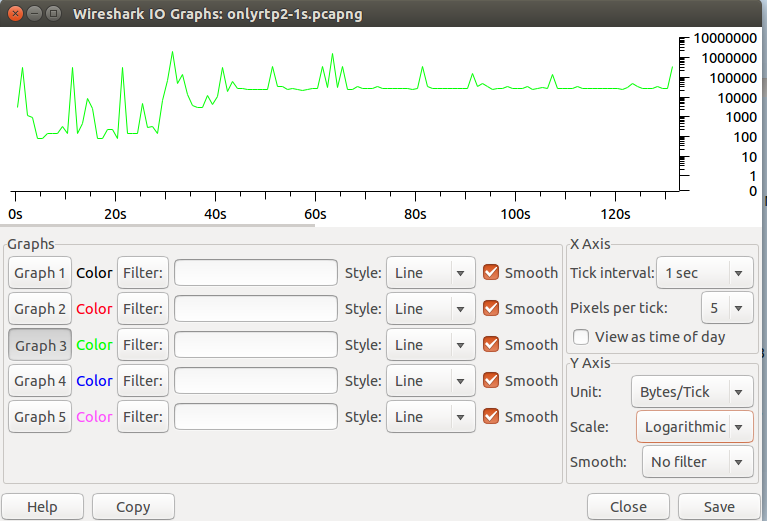 Wireshark IO Graphs: onlyrtp2-1s.pcapng
10000000
1000000
100000
10000
1000
100
10
1
0
0s 20s 40s 60s 80s 100s 120s
Graphs
Graph 1 Color Filter: Style: Line Smooth
Graph 2 Color Filter: Style: Line Smooth
Graph 3 Color Filter: Style: Line Smooth
Graph 4 Color Filter: Style: Line Smooth
Graph 5 Color Filter: Style: Line Smooth
X Axis
Tick interval: 1 sec
Pixels per tick: 5
View as time of day
Y Axis
Unit: Bytes/Tick
Scale: Logarithmic
Smooth: No filter
Help Copy Close Save